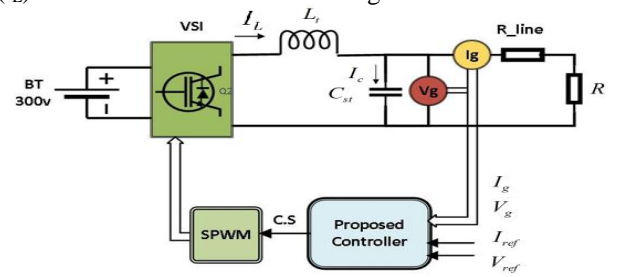 VSI
I_L
L_t
R_line
BT
300v
+
Q2
I_c
C_st
Vg
Ig
R
I_g
V_g
I_ref
V_ref
C.S
SPWM
Proposed
Controller